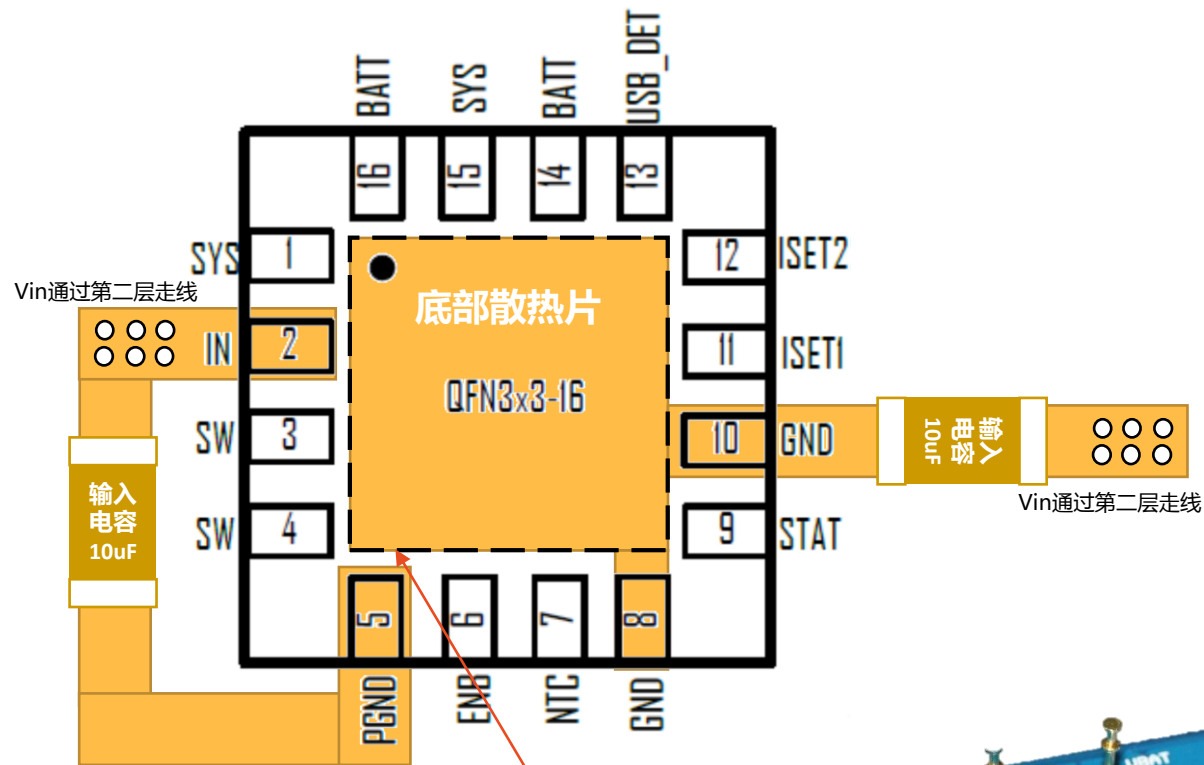 BATT
SYS
BATT
USB_DET
16
15
14
13
SYS
1
12
ISET2
Vin通过第二层走线
底部散热片
IN
2
11
ISET1
QFN3x3-16
SW
3
10
GND
输入
电容
10uF
Vin通过第二层走线
输入
电容
10uF
SW
4
9
STAT
5
6
7
8
PGND
ENB
NTC
GND
UBAT